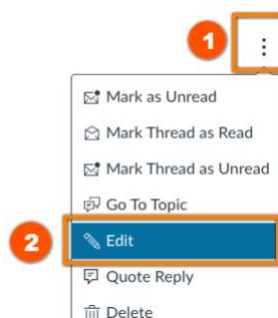 1
Mark as Unread
Mark Thread as Read
Mark Thread as Unread
Go To Topic
2 Edit
Quote Reply
Delete